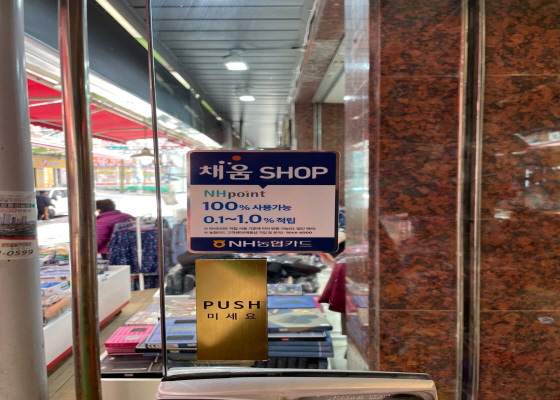 채움 SHOP
NHpoint
100% 사용가능
0.1~1.0% 적립
NH농협카드
PUSH
미세요
-0599